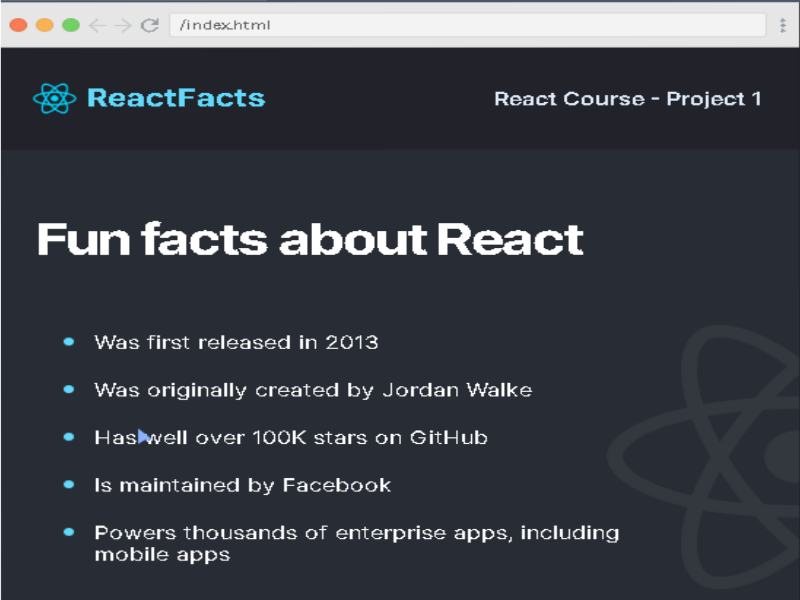 /index.html
ReactFacts
React Course - Project 1
Fun facts about React
Was first released in 2013
Was originally created by Jordan Walke
Has well over 100K stars on GitHub
Is maintained by Facebook
Powers thousands of enterprise apps, including
mobile apps